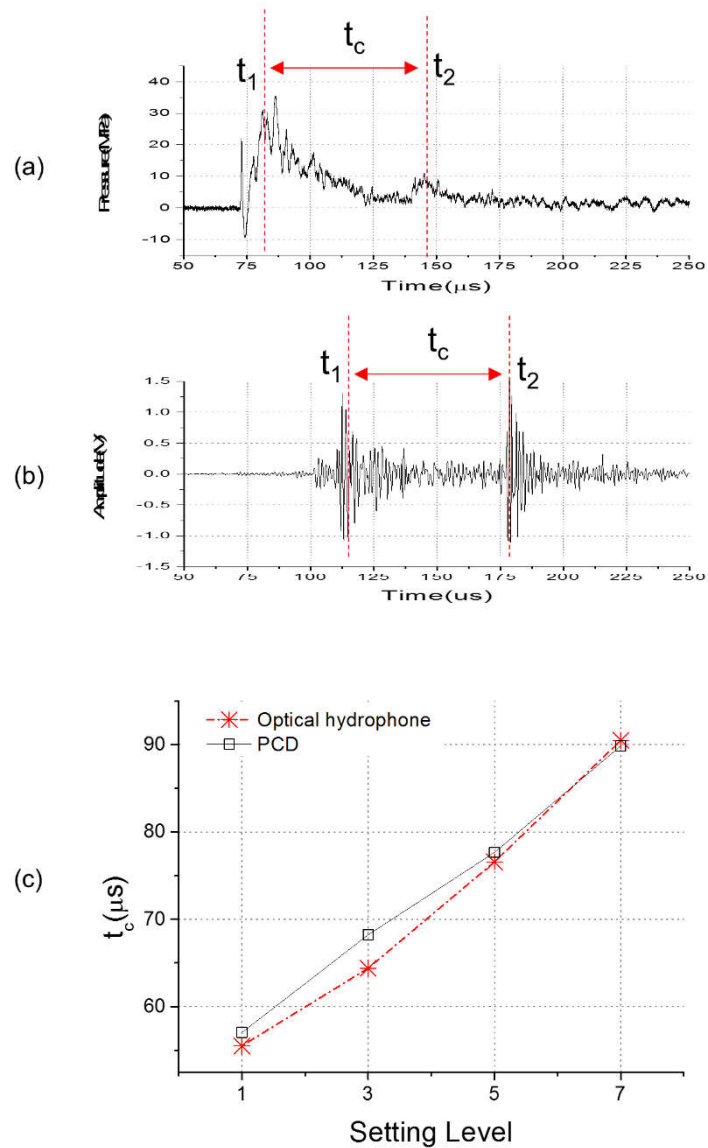 t₁ t_c t₂
(a)
40
30
20
10
0
-10
50 75 100 125 150 175 200 225 250
Time(μs)
t₁ t_c t₂
(b)
1.5
1.0
0.5
0.0
-0.5
-1.0
-1.5
50 75 100 125 150 175 200 225 250
Time(us)
Optical hydrophone
PCD
(c)
t_c(μs)
90
80
70
60
1 3 5 7
Setting Level